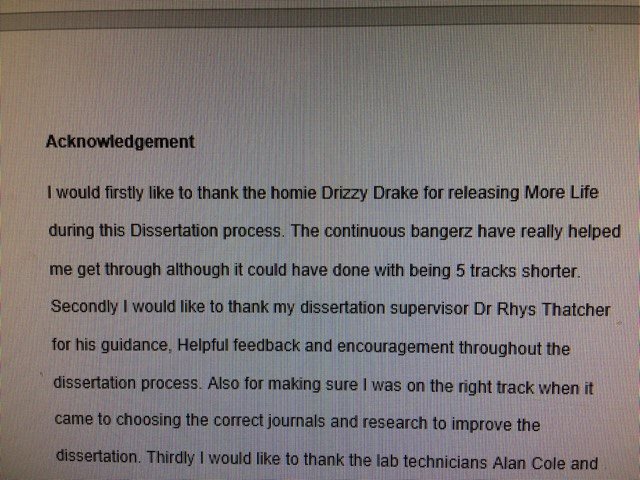 Acknowledgement
I would firstly like to thank the homie Drizzy Drake for releasing More Life
during this Dissertation process. The continuous bangerz have really helped
me get through although it could have done with being 5 tracks shorter.
Secondly I would like to thank my dissertation supervisor Dr Rhys Thatcher
for his guidance, Helpful feedback and encouragement throughout the
dissertation process. Also for making sure I was on the right track when it
came to choosing the correct journals and research to improve the
dissertation. Thirdly I would like to thank the lab technicians Alan Cole and